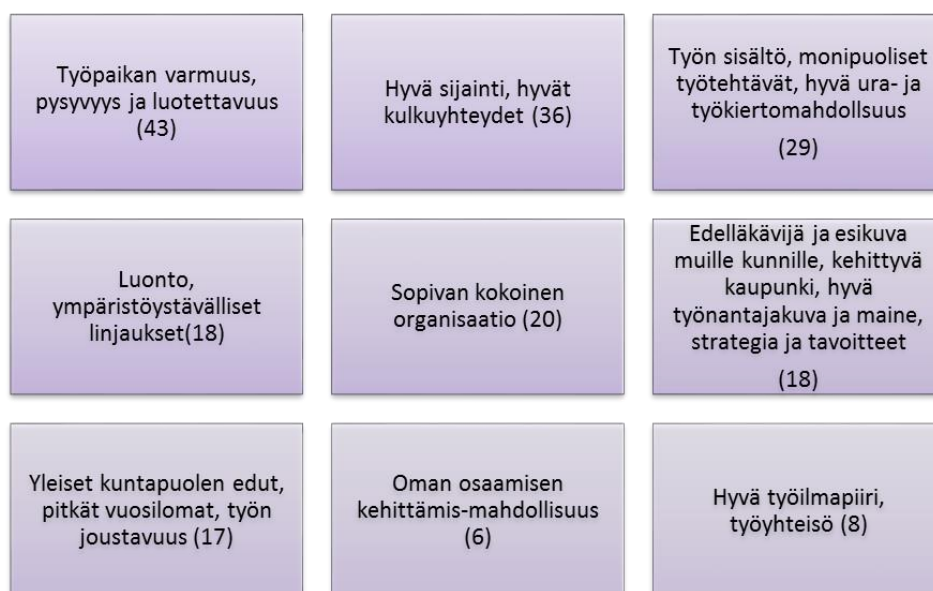 Työpaikan varmuus,
pysyvyys ja luotettavuus
(43)
Hyvä sijainti, hyvät
kulkuyhteydet (36)
Työn sisältö, monipuoliset
työtehtävät, hyvä ura- ja
työkiertomahdollsuus
(29)
Luonto,
ympäristöystävälliset
linjaukset(18)
Sopivan kokoinen
organisaatio (20)
Edelläkävijä ja esikuva
muille kunnille, kehittyvä
kaupunki, hyvä
työnantajakuva ja maine,
strategia ja tavoitteet
(18)
Yleiset kuntapuolen edut,
pitkät vuosilomat, työn
joustavuus (17)
Oman osaamisen
kehittämis-mahdollisuus
(6)
Hyvä työilmapiiri,
työyhteisö (8)